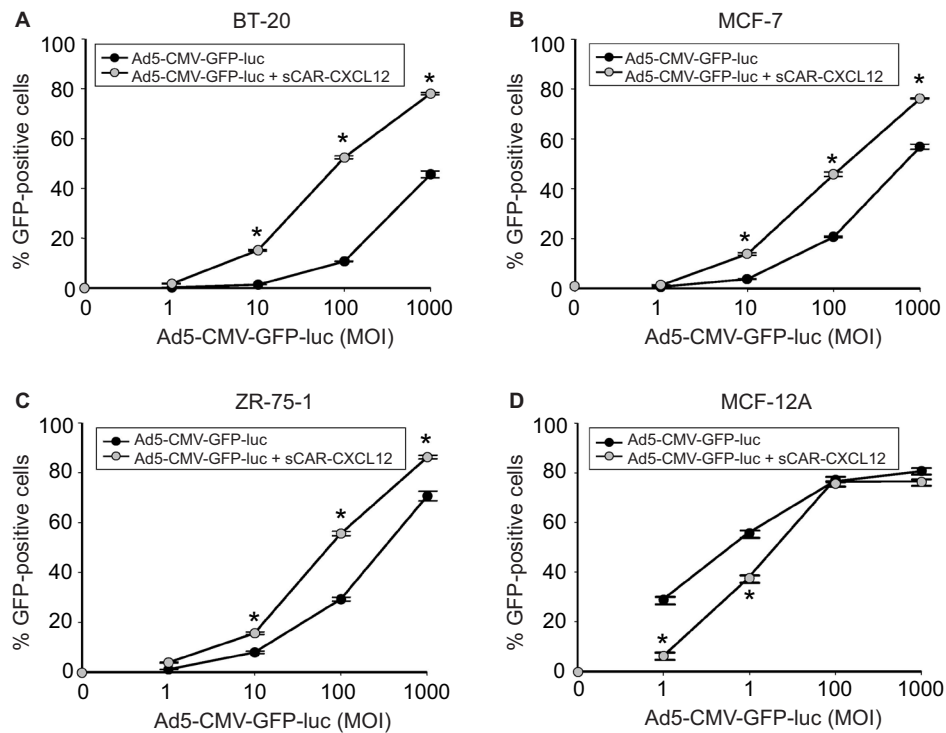 A
BT-20
100
80
60
40
20
0
% GFP-positive cells
Ad5-CMV-GFP-luc
Ad5-CMV-GFP-luc + sCAR-CXCL12
*
*
*
0 1 10 100 1000
Ad5-CMV-GFP-luc (MOI)
B
MCF-7
100
80
60
40
20
0
% GFP-positive cells
Ad5-CMV-GFP-luc
Ad5-CMV-GFP-luc + sCAR-CXCL12
*
*
*
0 1 10 100 1000
Ad5-CMV-GFP-luc (MOI)
C
ZR-75-1
100
80
60
40
20
0
% GFP-positive cells
Ad5-CMV-GFP-luc
Ad5-CMV-GFP-luc + sCAR-CXCL12
*
*
*
0 1 10 100 1000
Ad5-CMV-GFP-luc (MOI)
D
MCF-12A
100
80
60
40
20
0
% GFP-positive cells
Ad5-CMV-GFP-luc
Ad5-CMV-GFP-luc + sCAR-CXCL12
*
*
0 1 1 100 1000
Ad5-CMV-GFP-luc (MOI)